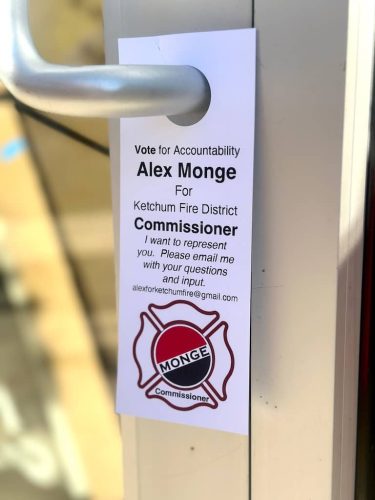 Vote for Accountability
Alex Monge
For
Ketchum Fire District
Commissioner
I want to represent
you. Please email me
with your questions
and input.
alexforketchumfire@gmail.com
MONGE
Commissioner